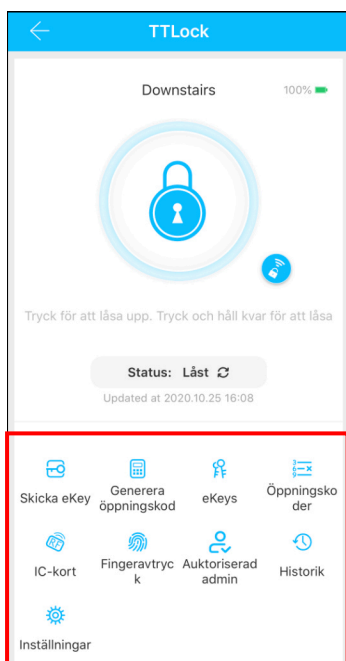 TTLock
Downstairs
100%
Tryck för att låsa upp. Tryck och håll kvar för att låsa
Status: Låst
Updated at 2020.10.25 16:08
Skicka eKey
Generera
öppningskod
eKeys
Öppningsko
der
IC-kort
Fingeravtryc
k
Auktoriserad
admin
Historik
Inställningar